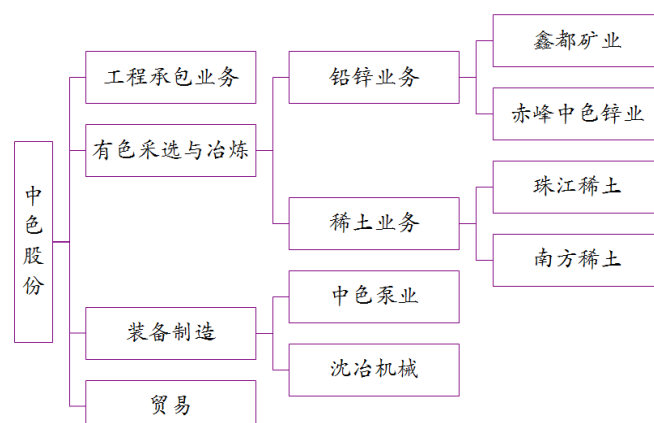 中色股份
工程承包业务
有色采选与冶炼
铅锌业务
鑫都矿业
赤峰中色锌业
稀土业务
珠江稀土
南方稀土
装备制造
中色泵业
沈冶机械
贸易